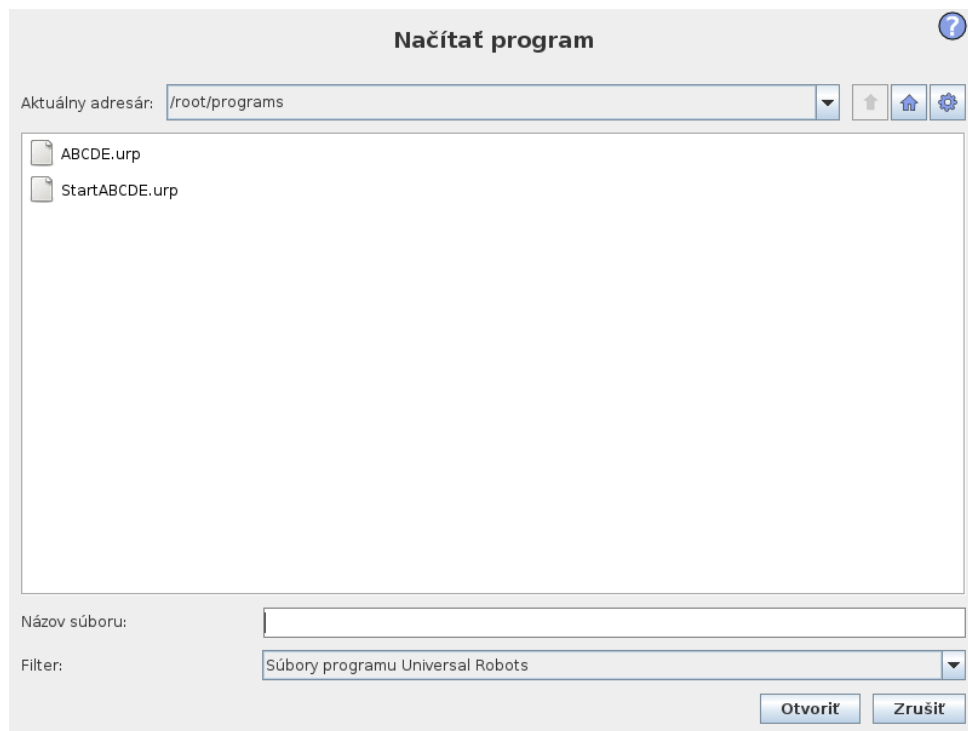 Načítať program
?
Aktuálny adresár: /root/programs
ABCDE.urp
StartABCDE.urp
Názov súboru:
Filter: Súbory programu Universal Robots
Otvoriť Zrušiť